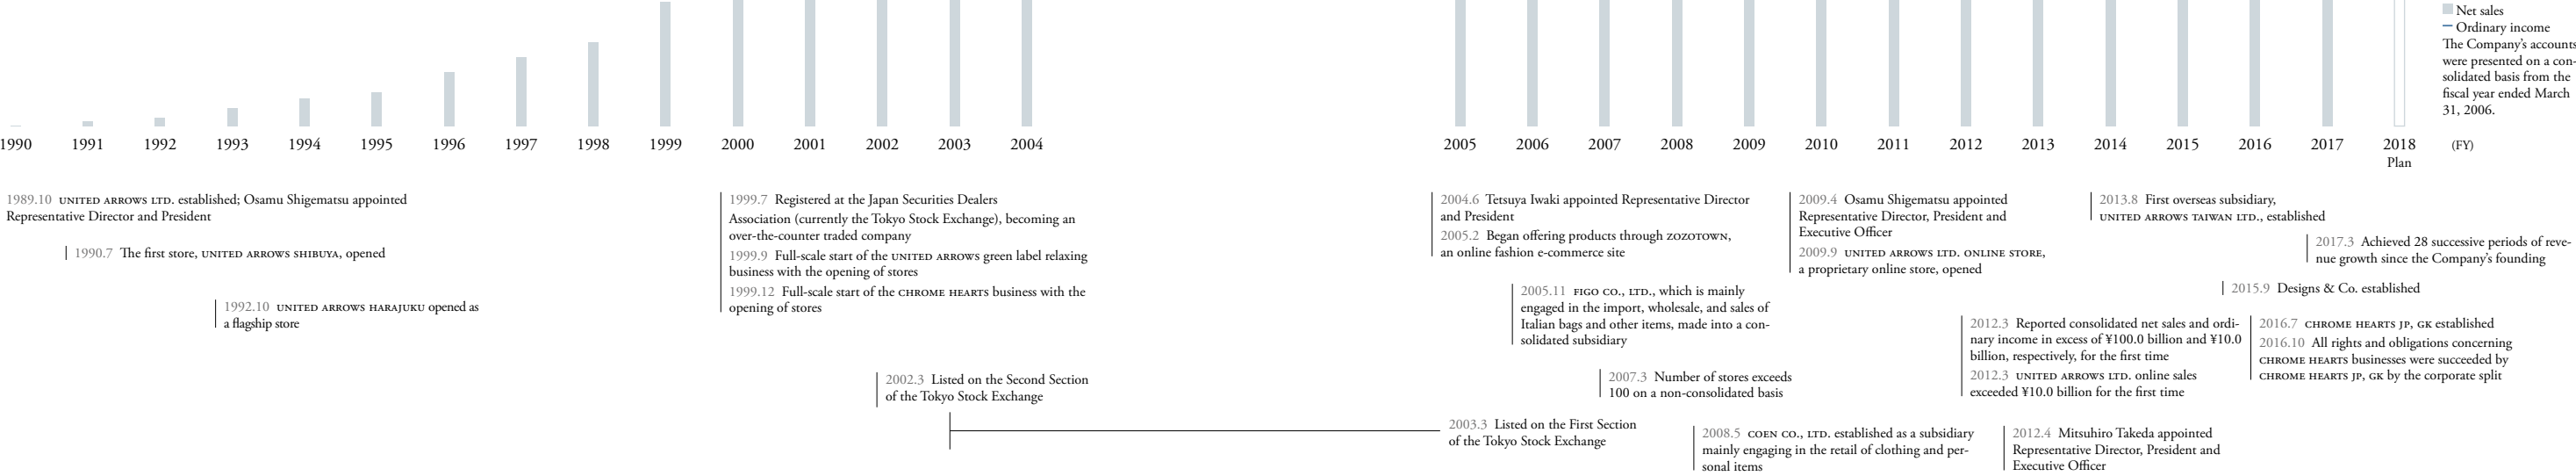 Net sales
Ordinary income
The Company's accounts
were presented on a con-
solidated basis from the
fiscal year ended March
31, 2006.
1990 1991 1992 1993 1994 1995 1996 1997 1998 1999 2000 2001 2002 2003 2004 2005 2006 2007 2008 2009 2010 2011 2012 2013 2014 2015 2016 2017 2018 (FY)
Plan
1989.10 UNITED ARROWS LTD. established; Osamu Shigematsu appointed
Representative Director and President
1990.7 The first store, UNITED ARROWS SHIBUYA, opened
1992.10 UNITED ARROWS HARAJUKU opened as
a flagship store
1999.7 Registered at the Japan Securities Dealers
Association (currently the Tokyo Stock Exchange), becoming an
over-the-counter traded company
1999.9 Full-scale start of the UNITED ARROWS green label relaxing
business with the opening of stores
1999.12 Full-scale start of the CHROME HEARTS business with the
opening of stores
2002.3 Listed on the Second Section
of the Tokyo Stock Exchange
2003.3 Listed on the First Section
of the Tokyo Stock Exchange
2004.6 Tetsuya Iwaki appointed Representative Director
and President
2005.2 Began offering products through ZOZOTOWN,
an online fashion e-commerce site
2005.11 FIGO CO., LTD., which is mainly
engaged in the import, wholesale, and sales of
Italian bags and other items, made into a con-
solidated subsidiary
2007.3 Number of stores exceeds
100 on a non-consolidated basis
2008.5 COEN CO., LTD. established as a subsidiary
mainly engaging in the retail of clothing and per-
sonal items
2009.4 Osamu Shigematsu appointed
Representative Director, President and
Executive Officer
2009.9 UNITED ARROWS LTD. ONLINE STORE,
a proprietary online store, opened
2012.3 Reported consolidated net sales and ordi-
nary income in excess of ¥100.0 billion and ¥10.0
billion, respectively, for the first time
2012.3 UNITED ARROWS LTD. online sales
exceeded ¥10.0 billion for the first time
2012.4 Mitsuhiro Takeda appointed
Representative Director, President and
Executive Officer
2013.8 First overseas subsidiary,
UNITED ARROWS TAIWAN LTD., established
2017.3 Achieved 28 successive periods of reve-
nue growth since the Company's founding
2015.9 Designs & Co. established
2016.7 CHROME HEARTS JP, GK established
2016.10 All rights and obligations concerning
CHROME HEARTS businesses were succeeded by
CHROME HEARTS JP, GK by the corporate split